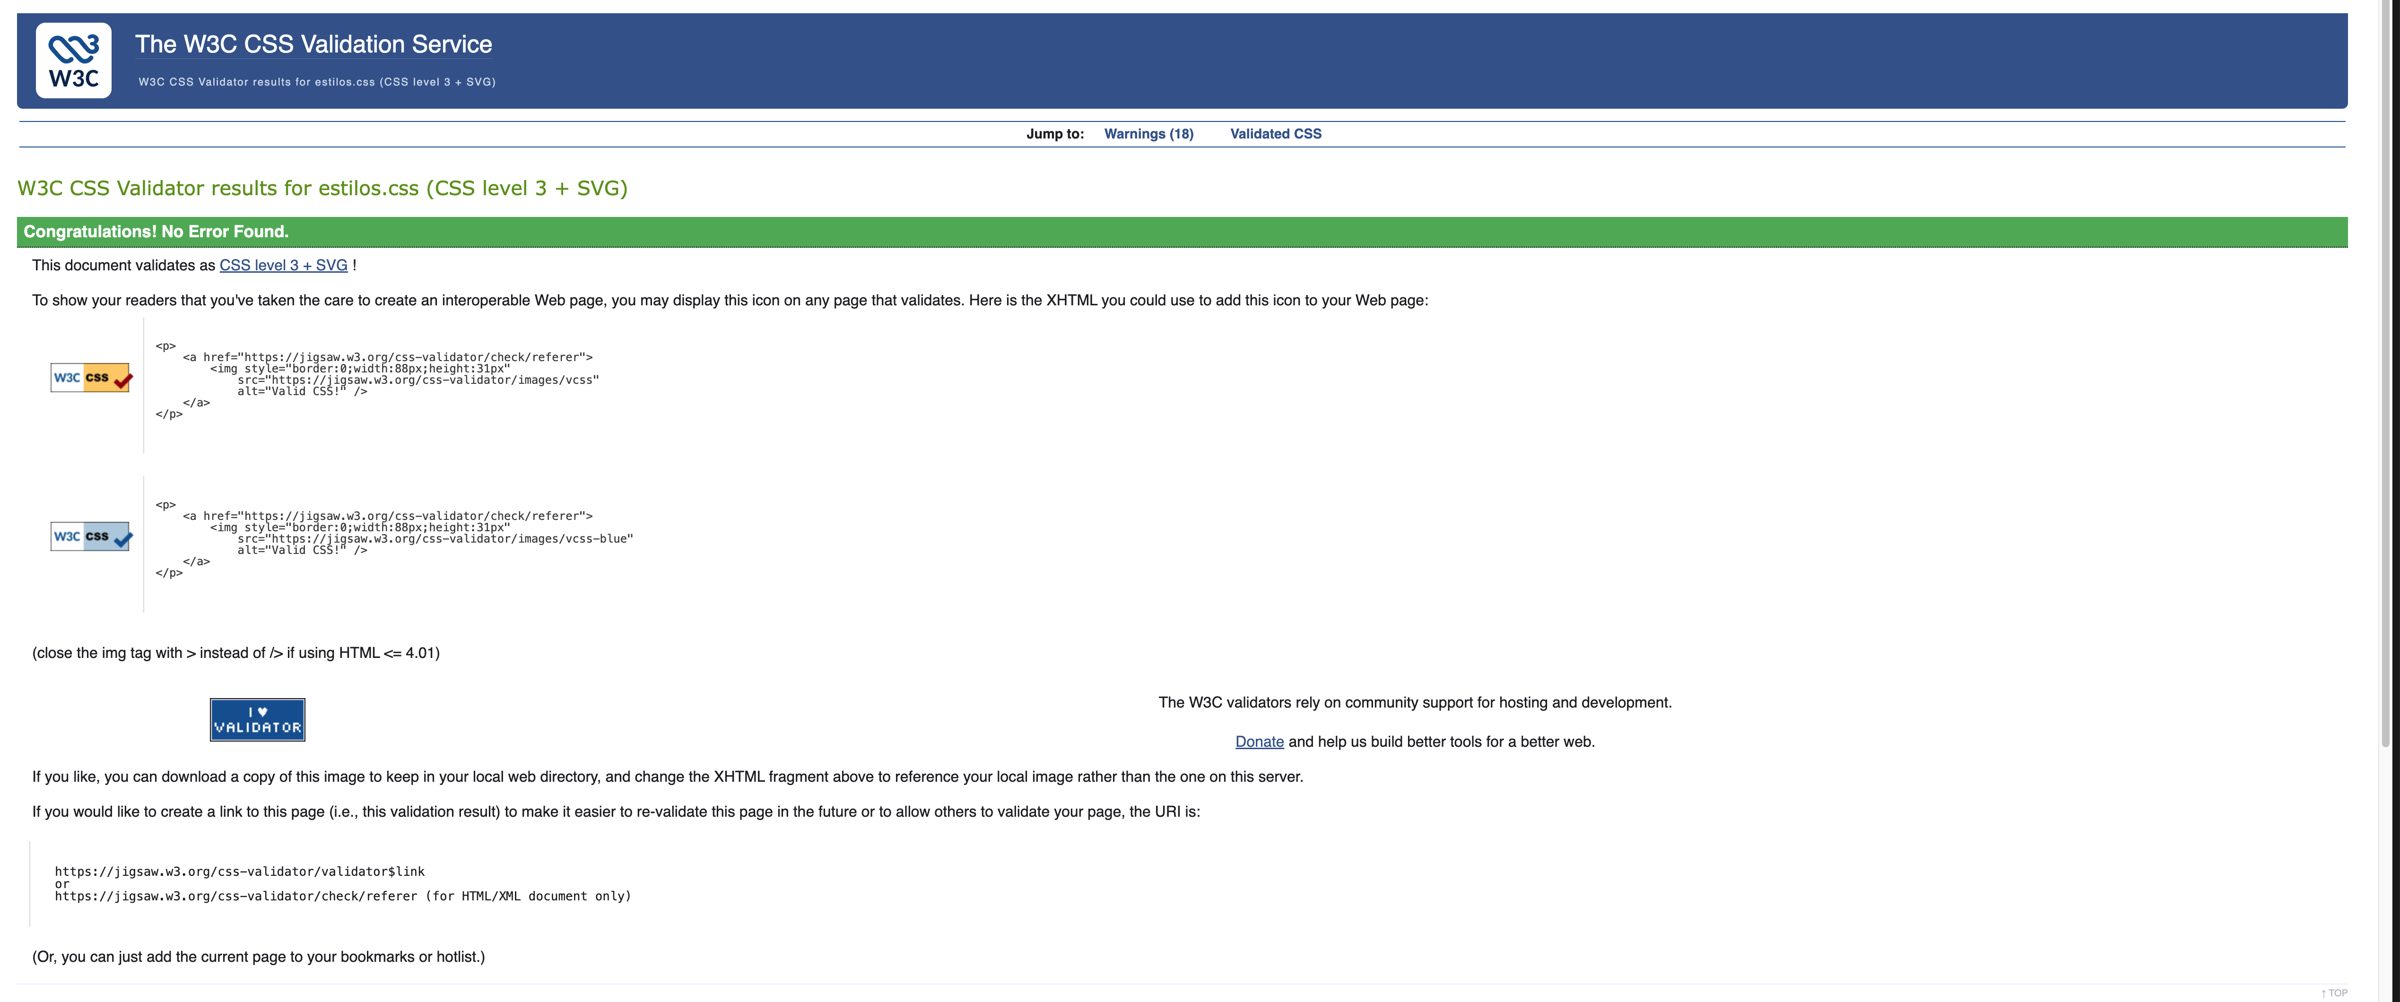 W3C
The W3C CSS Validation Service
W3C CSS Validator results for estilos.css (CSS level 3 + SVG)
Jump to: Warnings (18) Validated CSS
W3C CSS Validator results for estilos.css (CSS level 3 + SVG)
Congratulations! No Error Found.
This document validates as CSS level 3 + SVG !
To show your readers that you've taken the care to create an interoperable Web page, you may display this icon on any page that validates. Here is the XHTML you could use to add this icon to your Web page:
W3C css
<p>
    <a href="https://jigsaw.w3.org/css-validator/check/referer">
        <img style="border:0;width:88px;height:31px"
            src="https://jigsaw.w3.org/css-validator/images/vcss"
            alt="Valid CSS!" />
    </a>
</p>
W3C css
<p>
    <a href="https://jigsaw.w3.org/css-validator/check/referer">
        <img style="border:0;width:88px;height:31px"
            src="https://jigsaw.w3.org/css-validator/images/vcss-blue"
            alt="Valid CSS!" />
    </a>
</p>
(close the img tag with > instead of /> if using HTML <= 4.01)
I ♥
VALIDATOR
The W3C validators rely on community support for hosting and development.
Donate and help us build better tools for a better web.
If you like, you can download a copy of this image to keep in your local web directory, and change the XHTML fragment above to reference your local image rather than the one on this server.
If you would like to create a link to this page (i.e., this validation result) to make it easier to re-validate this page in the future or to allow others to validate your page, the URI is:
https://jigsaw.w3.org/css-validator/validator$link
or
https://jigsaw.w3.org/css-validator/check/referer (for HTML/XML document only)
(Or, you can just add the current page to your bookmarks or hotlist.)
↑ TOP